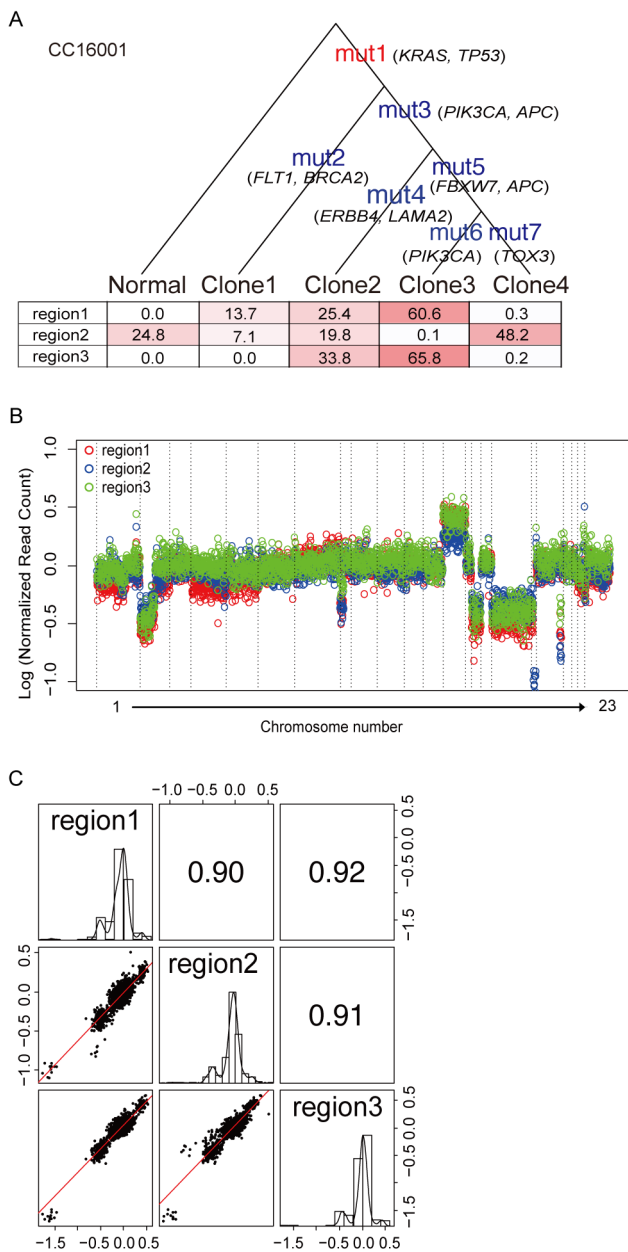 A
CC16001
mut1 (KRAS, TP53)
mut3 (PIK3CA, APC)
mut2
(FLT1, BRCA2)
mut5
(FBXW7, APC)
mut4
(ERBB4, LAMA2)
mut6 mut7
(PIK3CA) (TOX3)
Normal Clone1 Clone2 Clone3 Clone4
region1 0.0 13.7 25.4 60.6 0.3
region2 24.8 7.1 19.8 0.1 48.2
region3 0.0 0.0 33.8 65.8 0.2
B
Log (Normalized Read Count)
1.0
0.5
0.0
−0.5
−1.0
region1
region2
region3
1 23
Chromosome number
C
−1.0 0.0 0.5
region1
0.90
0.92
0.5
0.0
−0.5
−1.5
0.5
0.0
−0.5
−1.0
region2
0.91
region3
0.5
0.0
−0.5
−1.5
−1.5 −0.5 0.0 0.5
−1.5 −0.5 0.0 0.5